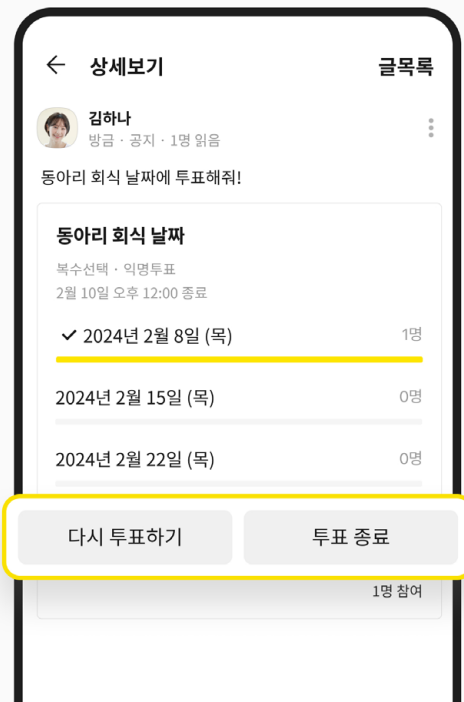 상세보기 글목록
김하나
방금 · 공지 · 1명 읽음
동아리 회식 날짜에 투표해줘!
동아리 회식 날짜
복수선택 · 익명투표
2월 10일 오후 12:00 종료
2024년 2월 8일 (목) 1명
2024년 2월 15일 (목) 0명
2024년 2월 22일 (목) 0명
다시 투표하기 투표 종료
1명 참여